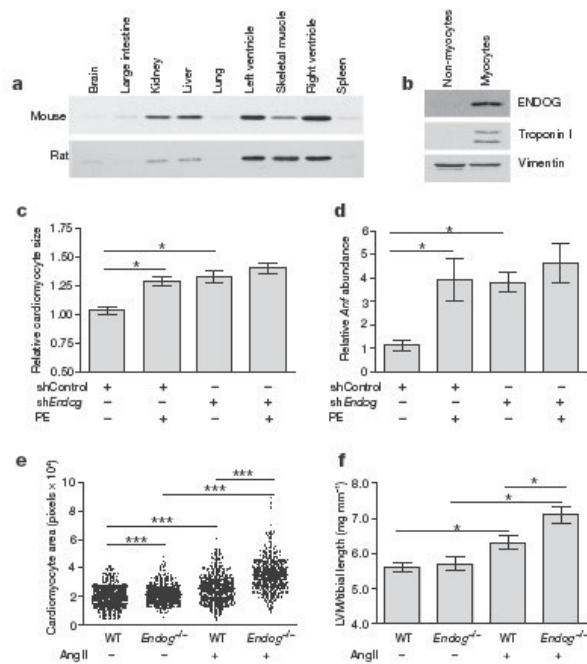 a
Brain
Large intestine
Kidney
Liver
Lung
Left ventricle
Skeletal muscle
Right ventricle
Spleen
Mouse
Rat
b
Non-myocytes
Myocytes
ENDOG
Troponin I
Vimentin
c
Relative cardiomyocyte size
1.75
1.50
1.25
1.00
0.75
0.50
*
*
shControl + + – –
shEndog – – + +
PE – + – +
d
Relative Anf abundance
6
5
4
3
2
1
0
*
*
shControl + + – –
shEndog – – + +
PE – + – +
e
Cardiomyocyte area (pixels × 10⁴)
10
8
6
4
2
0
***
***
***
***
WT Endog⁻/⁻ WT Endog⁻/⁻
AngII – – + +
f
LVM/tibial length (mg mm⁻¹)
8.0
7.0
6.0
5.0
4.0
*
*
*
WT Endog⁻/⁻ WT Endog⁻/⁻
AngII – – + +